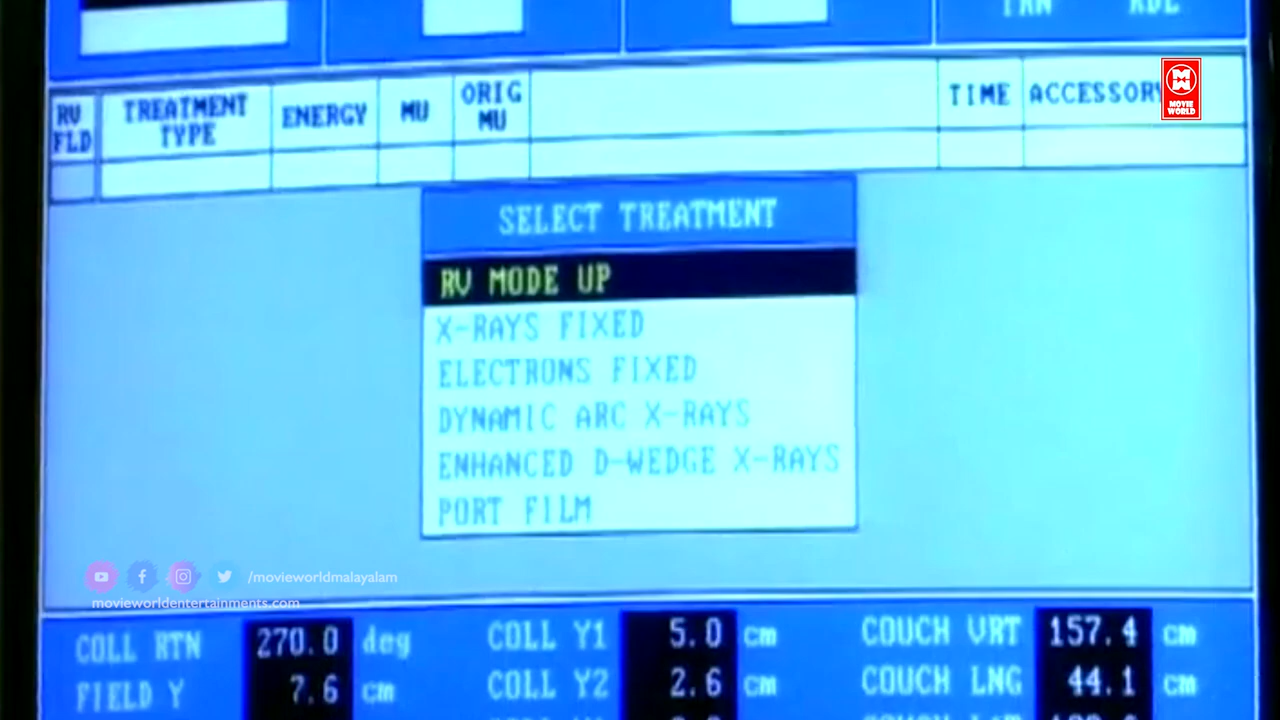 RV FLD
TREATMENT TYPE
ENERGY
MU
ORIG MU
TIME
ACCESSORY
MOVIE WORLD
SELECT TREATMENT
RV MODE UP
X-RAYS FIXED
ELECTRONS FIXED
DYNAMIC ARC X-RAYS
ENHANCED D-WEDGE X-RAYS
PORT FILM
/movieworldmalayalam
movieworldentertainments.com
COLL RTN 270.0 deg COLL Y1 5.0 cm COUCH VRT 157.4 cm
FIELD Y 7.6 cm COLL Y2 2.6 cm COUCH LNG 44.1 cm